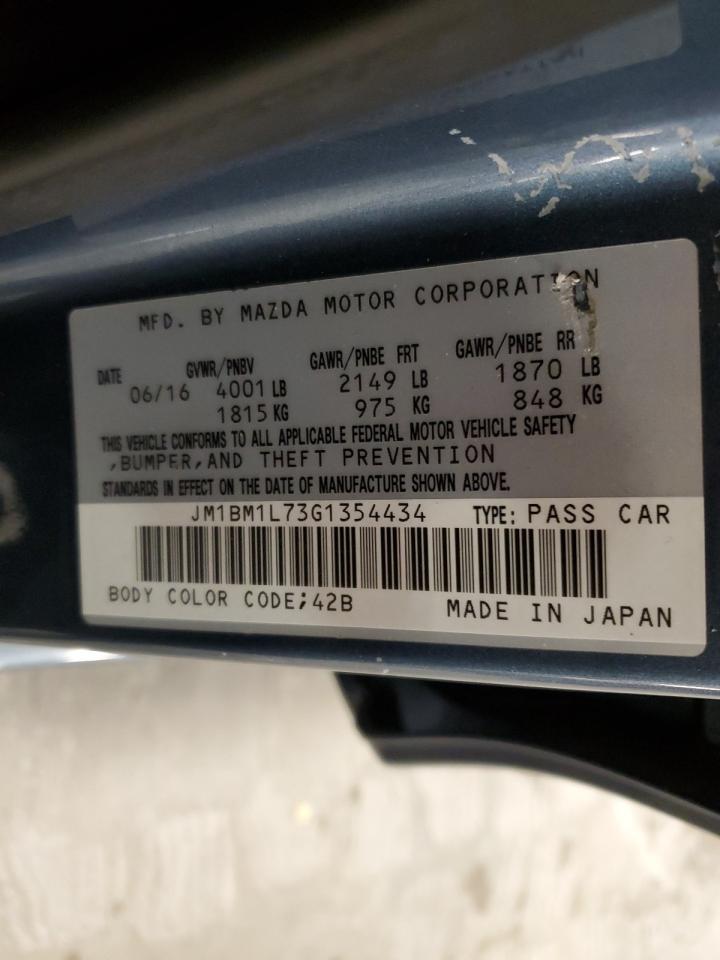 MFD. BY MAZDA MOTOR CORPORATION
DATE GVWR/PNBV GAWR/PNBE FRT GAWR/PNBE RR
06/16 4001 LB 2149 LB 1870 LB
1815 KG 975 KG 848 KG
THIS VEHICLE CONFORMS TO ALL APPLICABLE FEDERAL MOTOR VEHICLE SAFETY
,BUMPER,AND THEFT PREVENTION
STANDARDS IN EFFECT ON THE DATE OF MANUFACTURE SHOWN ABOVE.
JM1BM1L73G1354434 TYPE: PASS CAR
BODY COLOR CODE;42B MADE IN JAPAN